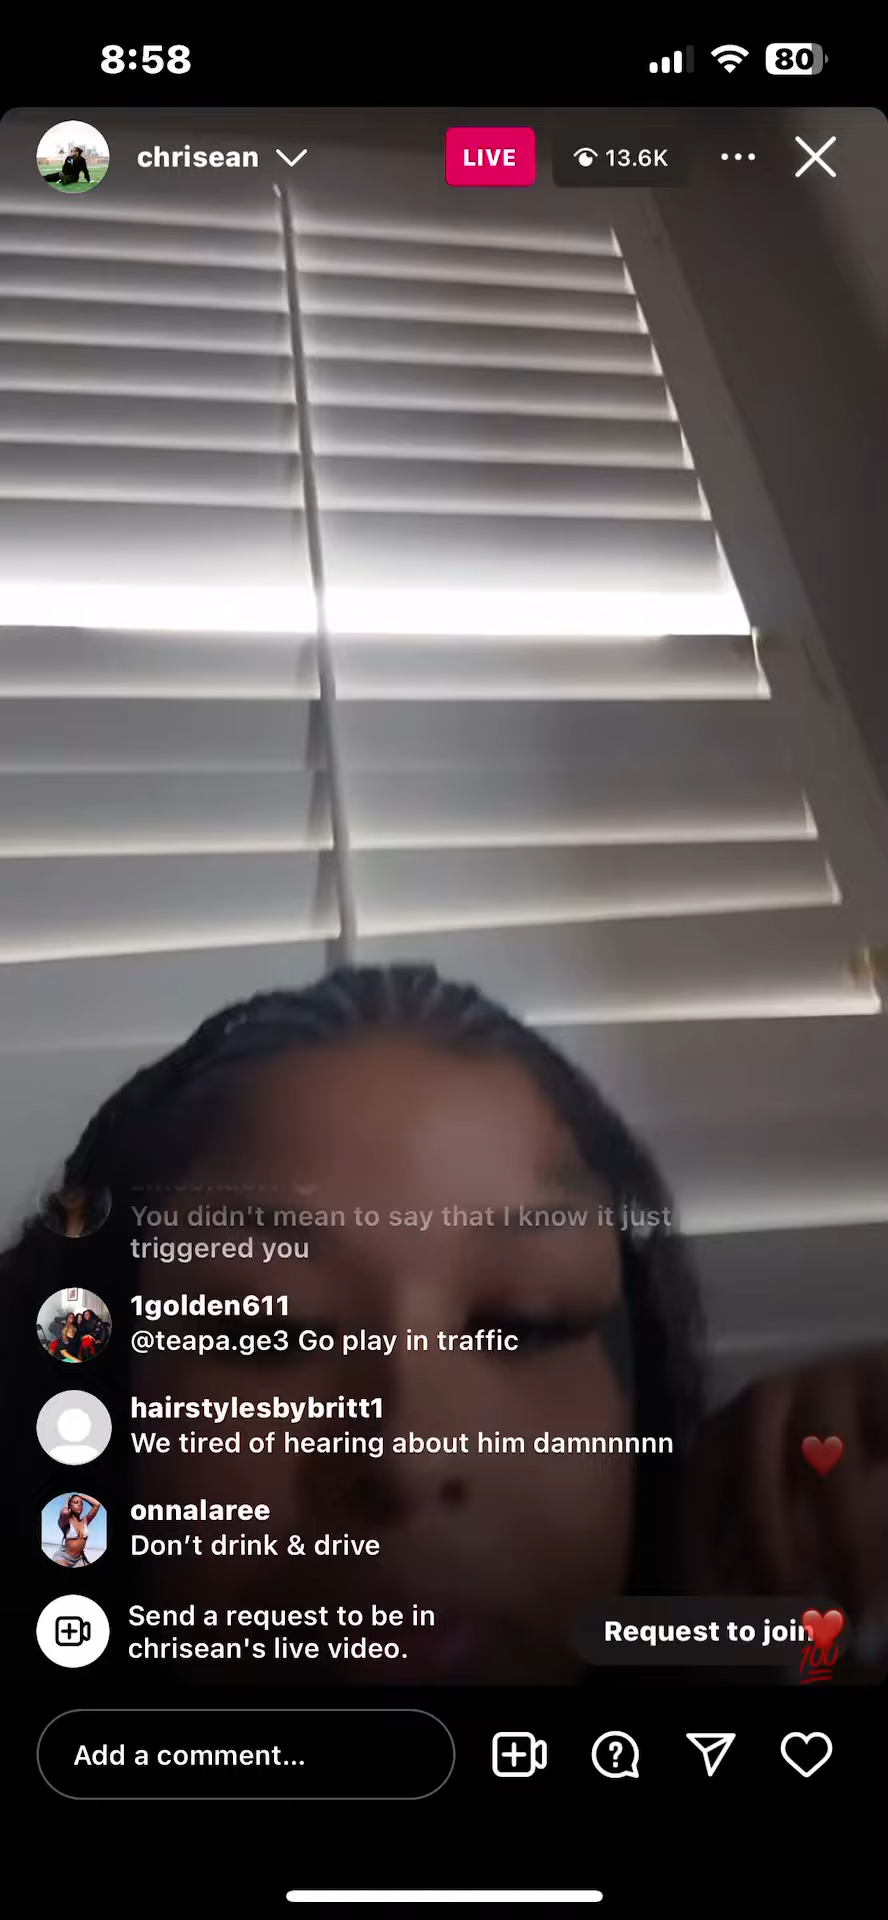 8:58
80
chrisean
LIVE
13.6K
You didn't mean to say that I know it just
triggered you
1golden611
@teapa.ge3 Go play in traffic
hairstylesbybritt1
We tired of hearing about him damnnnnn
onnalaree
Don’t drink & drive
Send a request to be in
chrisean's live video.
Request to join
100
Add a comment...